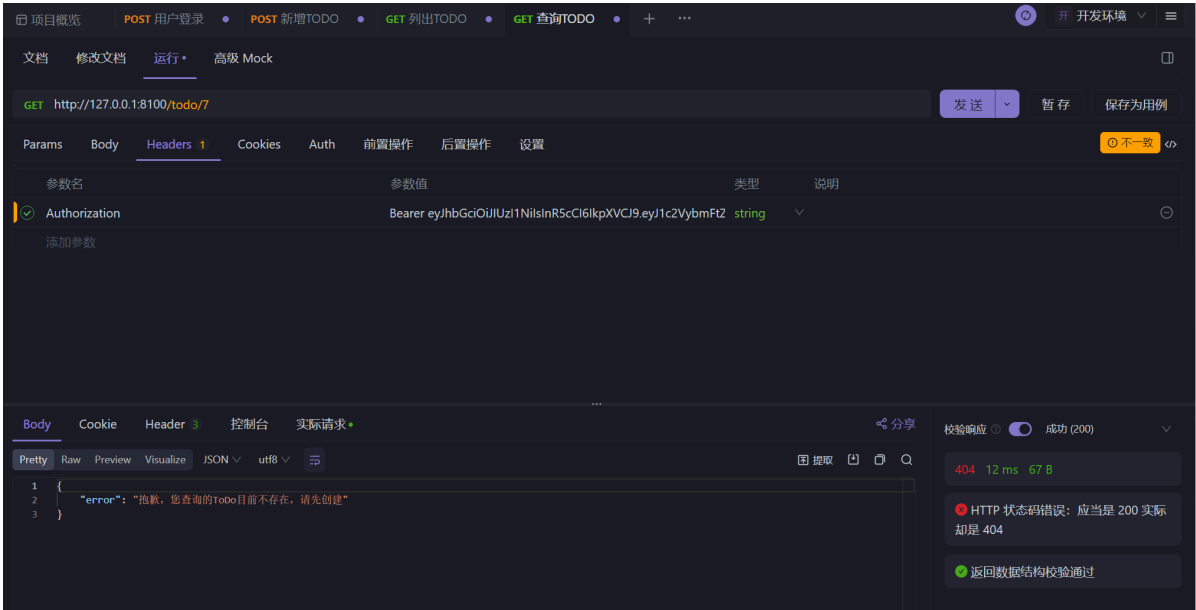 项目概览 POST 用户登录 POST 新增TODO GET 列出TODO GET 查询TODO 开 开发环境
文档 修改文档 运行 高级 Mock
GET http://127.0.0.1:8100/todo/7 发 送 暂 存 保存为用例
Params Body Headers 1 Cookies Auth 前置操作 后置操作 设置 不一致
参数名 参数值 类型 说明
Authorization Bearer eyJhbGciOiJIUzI1NiIsInR5cCI6IkpXVCJ9.eyJ1c2VybmFtZ string
添加参数
Body Cookie Header 3 控制台 实际请求 分享
Pretty Raw Preview Visualize JSON utf8 提取
1 {
2 "error": "抱歉，您查询的ToDo目前不存在，请先创建"
3 }
校验响应 成功 (200)
404 12 ms 67 B
HTTP 状态码错误：应当是 200 实际
却是 404
返回数据结构校验通过